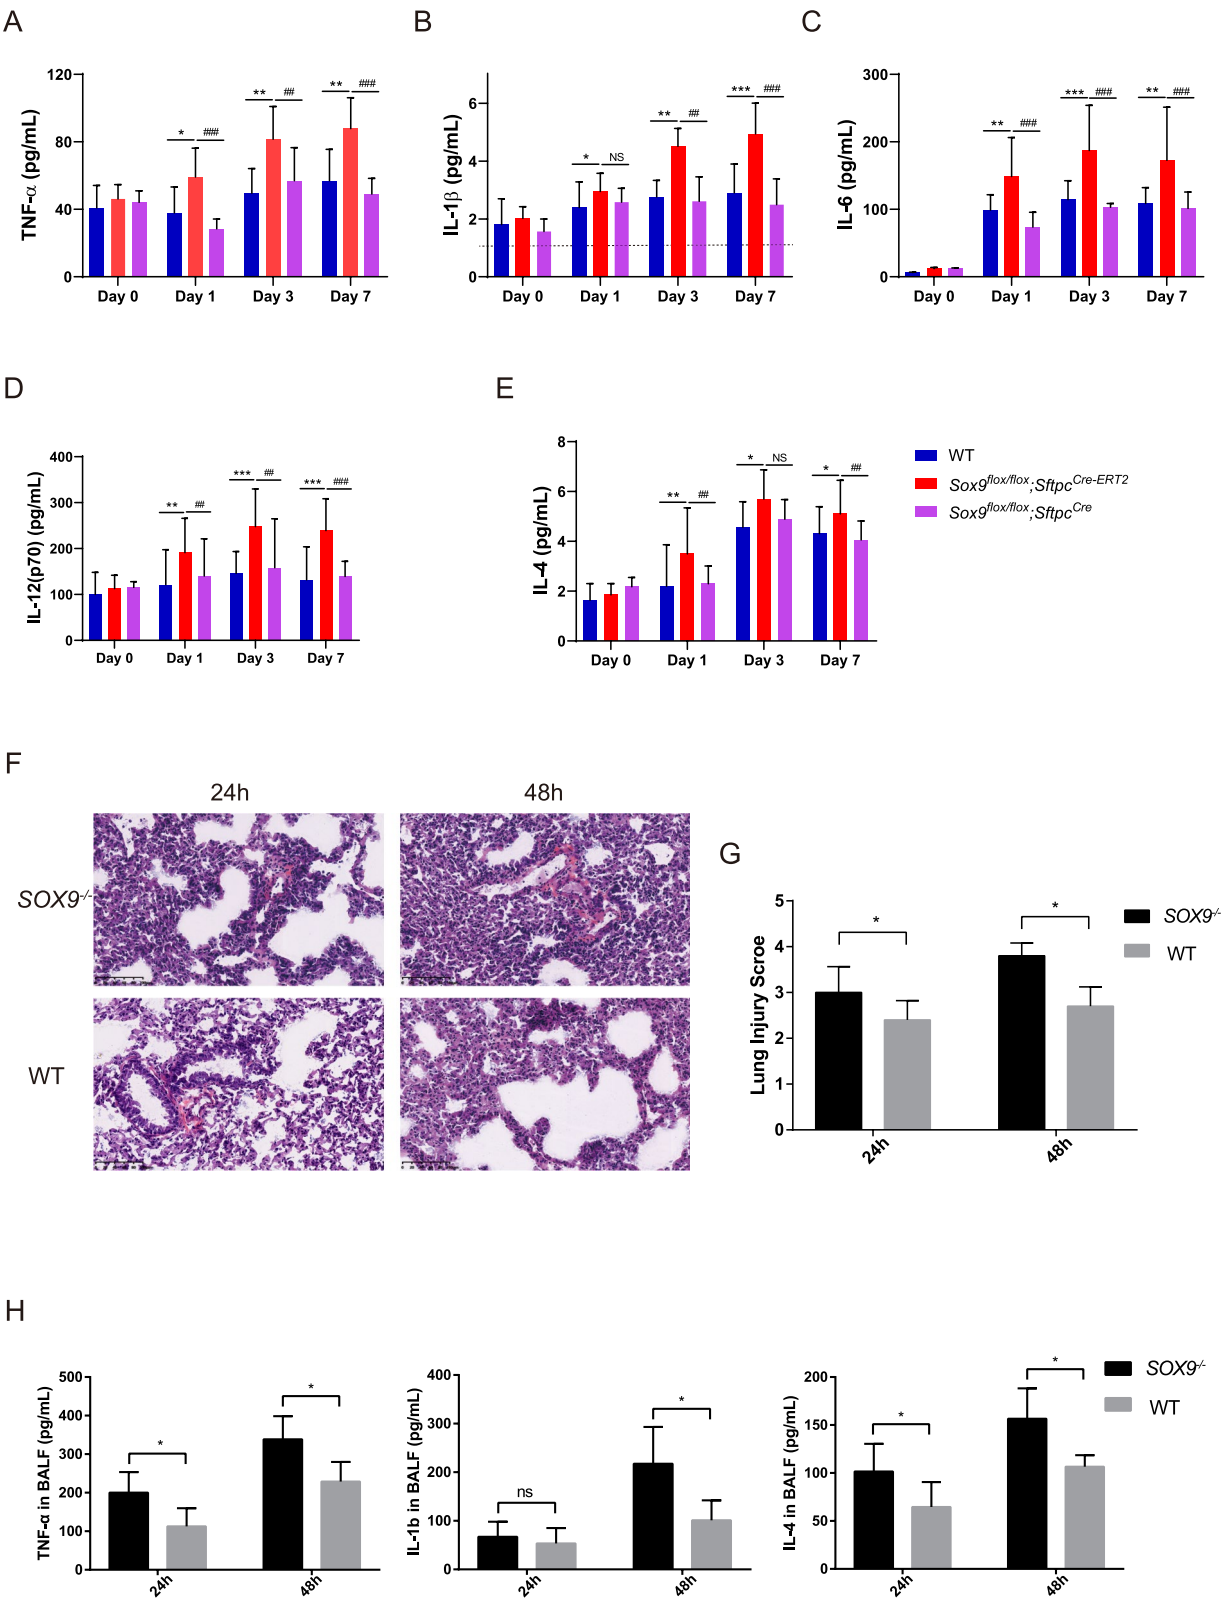 A
B
C
TNF-α (pg/mL)
120
80
40
0
*
###
**
##
**
###
Day 0
Day 1
Day 3
Day 7
IL-1β (pg/mL)
6
4
2
0
*
NS
**
##
***
###
Day 0
Day 1
Day 3
Day 7
IL-6 (pg/mL)
300
200
100
0
**
###
***
###
**
###
Day 0
Day 1
Day 3
Day 7
D
E
IL-12(p70) (pg/mL)
400
300
200
100
0
**
##
***
##
***
###
Day 0
Day 1
Day 3
Day 7
IL-4 (pg/mL)
8
6
4
2
0
**
##
*
NS
*
##
Day 0
Day 1
Day 3
Day 7
WT
Sox9flox/flox;SftpcCre-ERT2
Sox9flox/flox;SftpcCre
F
24h
48h
SOX9-/-
WT
G
Lung Injury Scroe
5
4
3
2
1
0
*
*
24h
48h
SOX9-/-
WT
H
TNF-α in BALF (pg/mL)
500
400
300
200
100
0
*
*
24h
48h
IL-1b in BALF (pg/mL)
400
300
200
100
0
ns
*
24h
48h
IL-4 in BALF (pg/mL)
200
150
100
50
0
*
*
24h
48h
SOX9-/-
WT